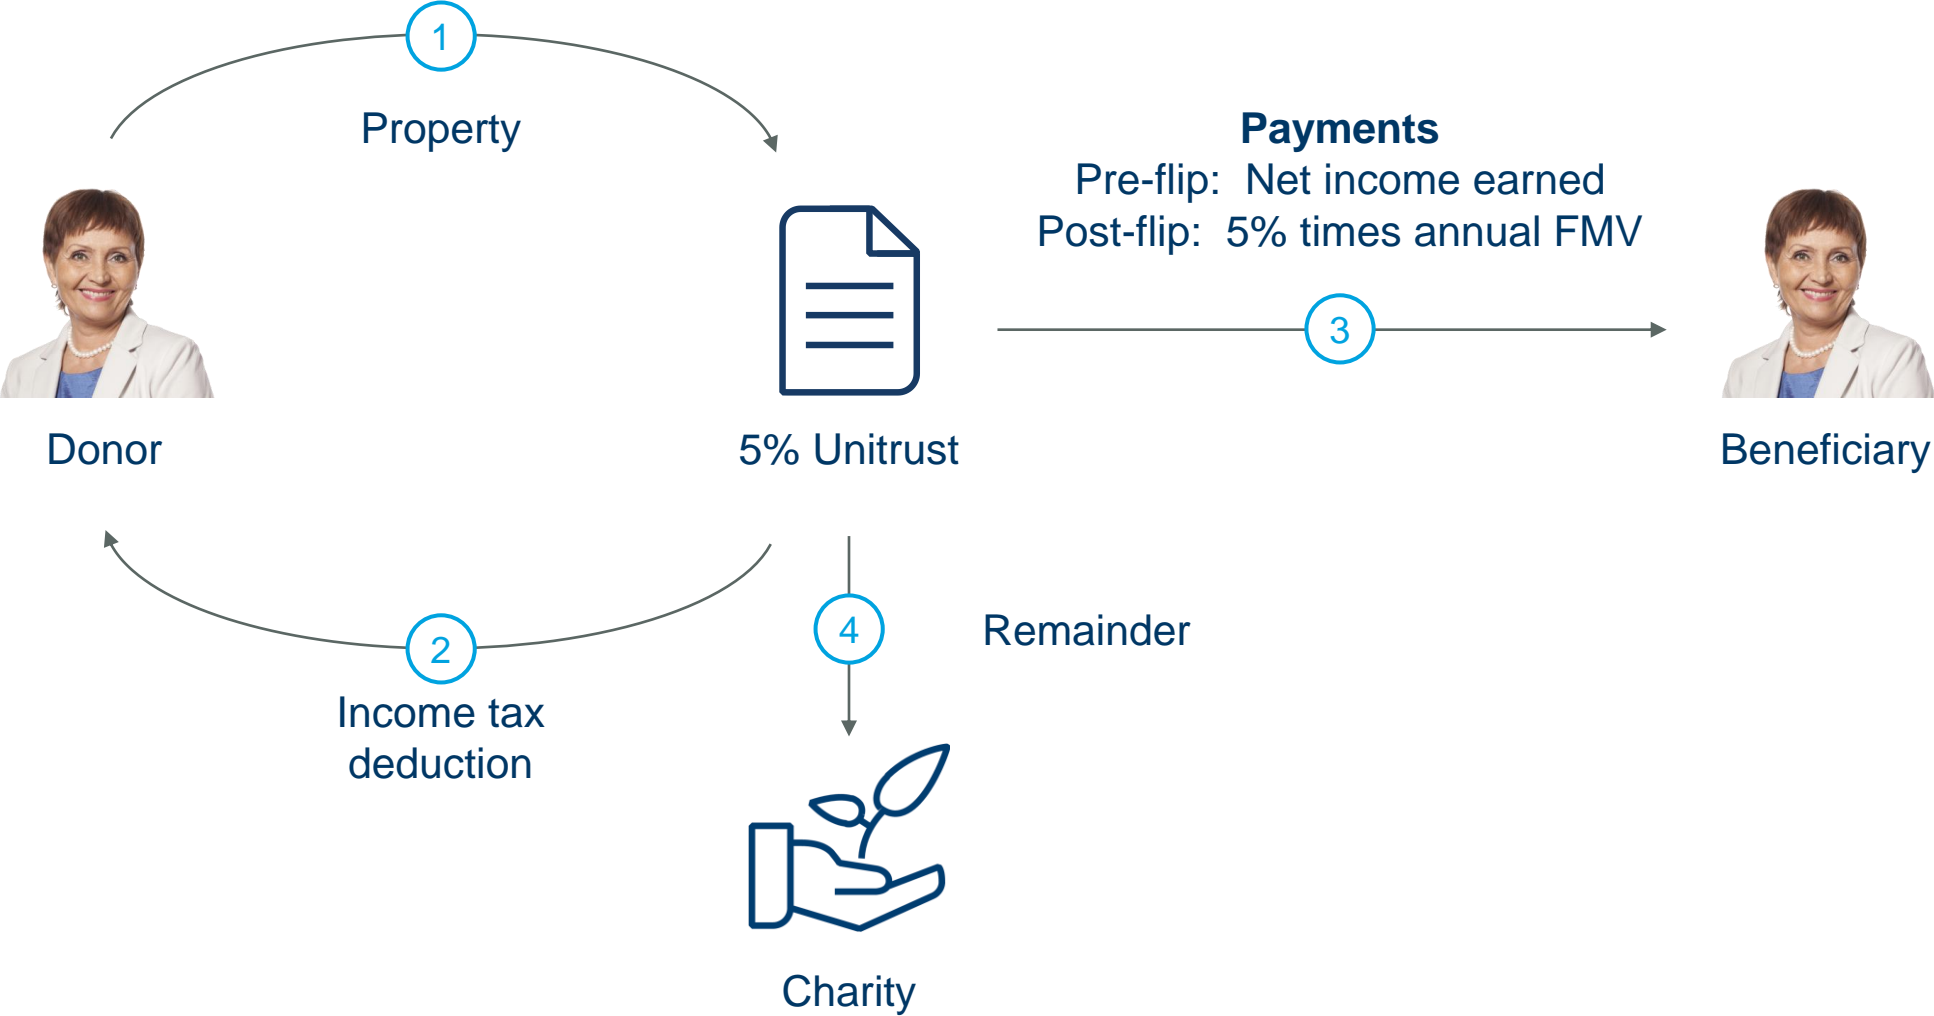 1
Property
Payments
Pre-flip: Net income earned
Post-flip: 5% times annual FMV
3
Donor
5% Unitrust
Beneficiary
2
Income tax
deduction
4
Remainder
Charity